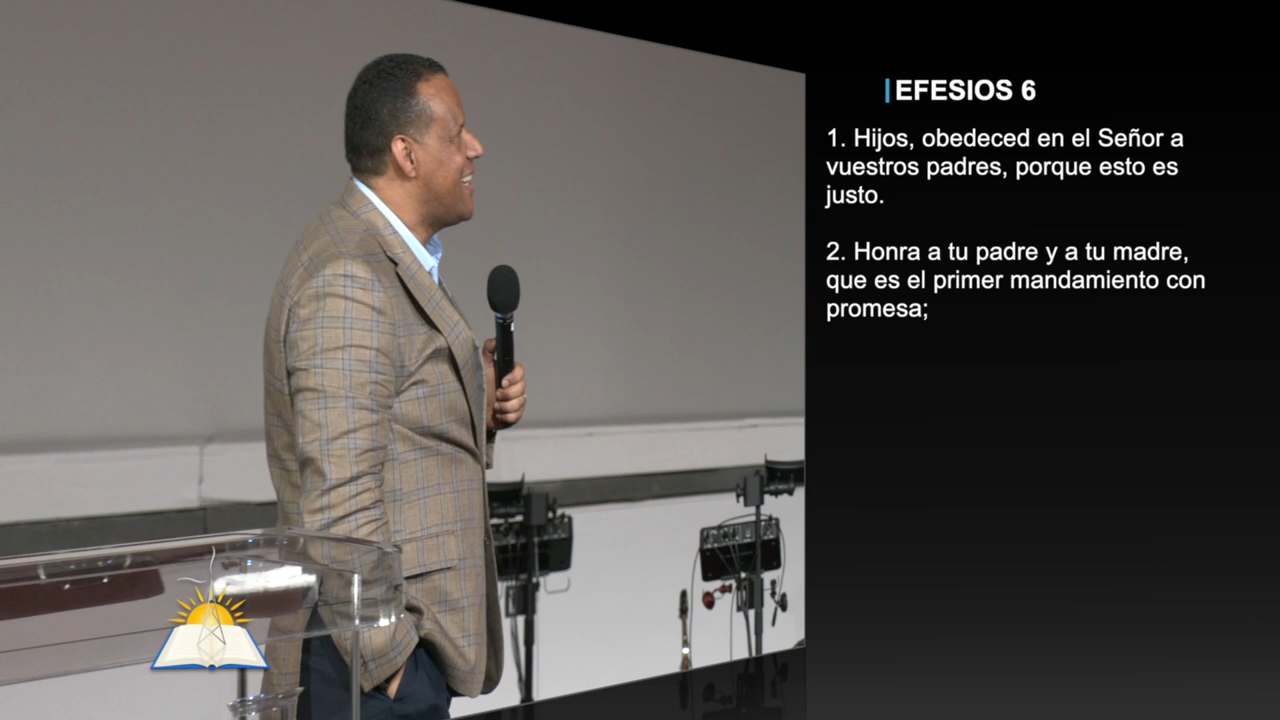 EFESIOS 6
1. Hijos, obedeced en el Señor a
vuestros padres, porque esto es
justo.
2. Honra a tu padre y a tu madre,
que es el primer mandamiento con
promesa;